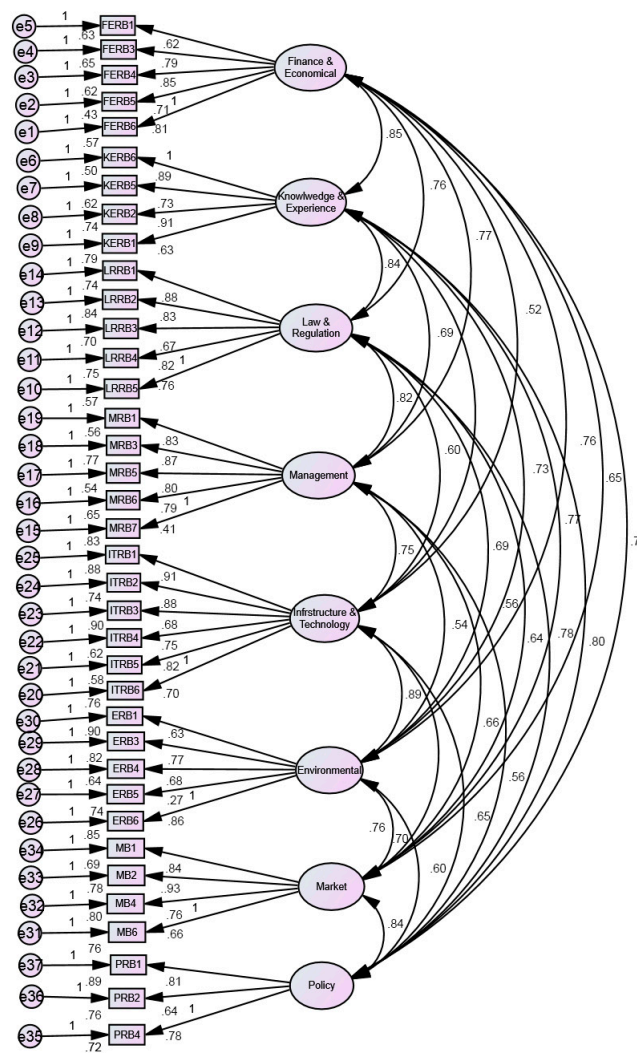 e5 1 FERB1
.63
e4 1 FERB3 .62
.65
e3 1 FERB4 .79
.62 .85
e2 1 FERB5 1
.43 .71
e1 1 FERB6 .81
Finance &
Economical
.57
e6 1 KERB6 1
.50
e7 1 KERB5 .89
.62
e8 1 KERB2 .73
.74 .91
e9 1 KERB1 .63
Knowlwedge &
Experience
.79
e14 1 LRRB1
.74
e13 1 LRRB2 .88
.84
e12 1 LRRB3 .83
.70
e11 1 LRRB4 .67
.75 .82 1
e10 1 LRRB5 .76
Law &
Regulation
.57
e19 1 MRB1
.56
e18 1 MRB3 .83
.77
e17 1 MRB5 .87
.54
e16 1 MRB6 .80
.65 .79 1
e15 1 MRB7 .41
Management
.83
e25 1 ITRB1
.88
e24 1 ITRB2 .91
.74
e23 1 ITRB3 .88
.90
e22 1 ITRB4 .68
.62 .75
e21 1 ITRB5 .82 1
.58
e20 1 ITRB6 .70
Infrstructure &
Technology
.76
e30 1 ERB1
.90
e29 1 ERB3 .63
.82
e28 1 ERB4 .77
.64
e27 1 ERB5 .68
.74 .27 1
e26 1 ERB6 .86
Environmental
.85
e34 1 MB1
.69
e33 1 MB2 .84
.78
e32 1 MB4 .93
.80 .76 1
e31 1 MB6 .66
Market
.76
e37 1 PRB1
.89
e36 1 PRB2 .81
.76 .64 1
e35 1 PRB4 .78
.72
Policy
.85
.76
.77
.84
.52
.69
.82
.60
.76
.73
.65
.77
.75
.69
.56
.54
.64
.78
.80
.89
.66
.56
.76
.70
.65
.60
.84